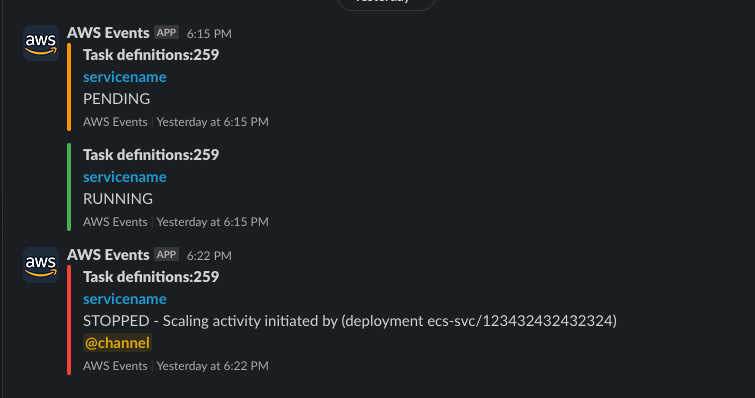 Yesterday
aws
AWS Events APP 6:15 PM
Task definitions:259
servicename
PENDING
AWS Events | Yesterday at 6:15 PM
Task definitions:259
servicename
RUNNING
AWS Events | Yesterday at 6:15 PM
aws
AWS Events APP 6:22 PM
Task definitions:259
servicename
STOPPED - Scaling activity initiated by (deployment ecs-svc/123432432432324)
@channel
AWS Events | Yesterday at 6:22 PM